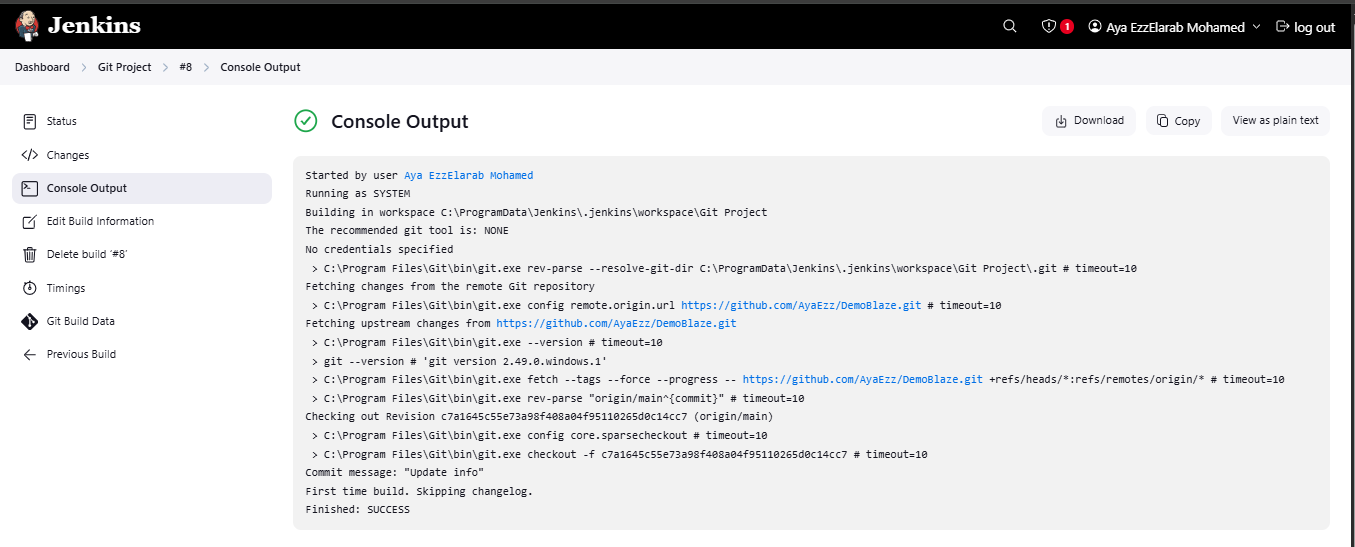 Jenkins
1
Aya EzzElarab Mohamed
log out
Dashboard
Git Project
#8
Console Output
Status
Changes
Console Output
Edit Build Information
Delete build ‘#8’
Timings
Git Build Data
Previous Build
Console Output
Download
Copy
View as plain text
Started by user Aya EzzElarab Mohamed
Running as SYSTEM
Building in workspace C:\ProgramData\Jenkins\.jenkins\workspace\Git Project
The recommended git tool is: NONE
No credentials specified
> C:\Program Files\Git\bin\git.exe rev-parse --resolve-git-dir C:\ProgramData\Jenkins\.jenkins\workspace\Git Project\.git # timeout=10
Fetching changes from the remote Git repository
> C:\Program Files\Git\bin\git.exe config remote.origin.url https://github.com/AyaEzz/DemoBlaze.git # timeout=10
Fetching upstream changes from https://github.com/AyaEzz/DemoBlaze.git
> C:\Program Files\Git\bin\git.exe --version # timeout=10
> git --version # 'git version 2.49.0.windows.1'
> C:\Program Files\Git\bin\git.exe fetch --tags --force --progress -- https://github.com/AyaEzz/DemoBlaze.git +refs/heads/*:refs/remotes/origin/* # timeout=10
> C:\Program Files\Git\bin\git.exe rev-parse "origin/main^{commit}" # timeout=10
Checking out Revision c7a1645c55e73a98f408a04f95110265d0c14cc7 (origin/main)
> C:\Program Files\Git\bin\git.exe config core.sparsecheckout # timeout=10
> C:\Program Files\Git\bin\git.exe checkout -f c7a1645c55e73a98f408a04f95110265d0c14cc7 # timeout=10
Commit message: "Update info"
First time build. Skipping changelog.
Finished: SUCCESS